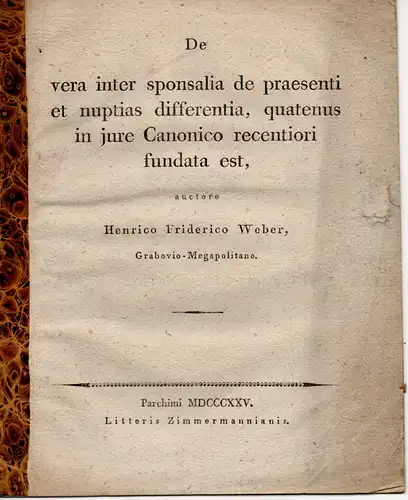 De
vera inter sponsalia de praesenti
et nuptias differentia, quatenus
in jure Canonico recentiori
fundata est,
auctore
Henrico Friderico Weber,
Grabovio-Megapolitano.
Parchimi MDCCCXXV.
Litteris Zimmermannianis.